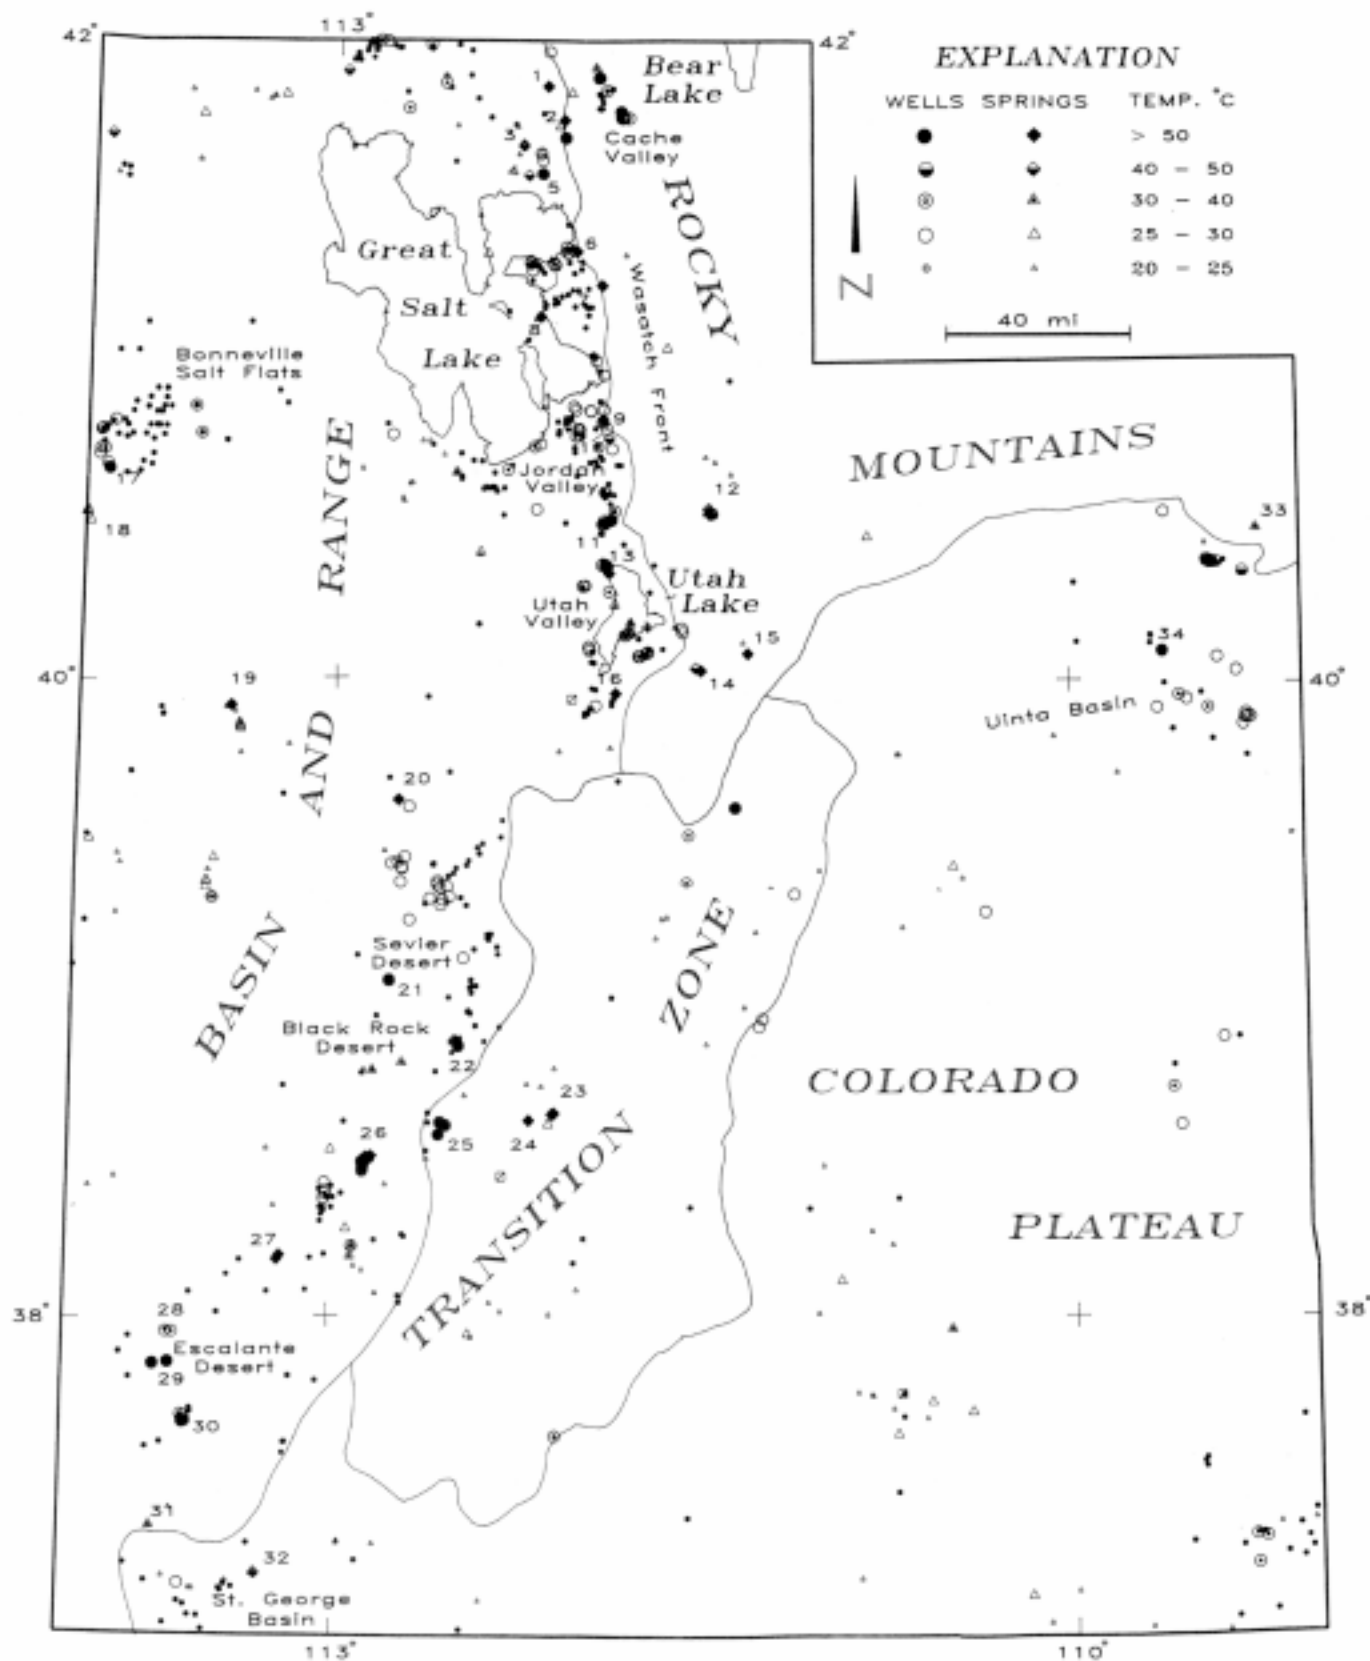 42°
113°
42°
EXPLANATION
WELLS SPRINGS TEMP. °C
> 50
40 - 50
30 - 40
25 - 30
20 - 25
N
40 mi
Bear
Lake
Cache
Valley
ROCKY
MOUNTAINS
Wasatch Front
Great
Salt
Lake
Bonneville
Salt Flats
Jordan
Valley
Utah
Lake
Utah
Valley
Uinta Basin
BASIN
AND
RANGE
Sevier
Desert
Black Rock
Desert
TRANSITION
ZONE
COLORADO
PLATEAU
Escalante
Desert
St. George
Basin
1
2
3
4
5
6
8
9
11
12
13
14
15
16
17
18
19
20
21
22
23
24
25
26
27
28
29
30
31
32
33
34
40°
40°
38°
38°
113°
110°